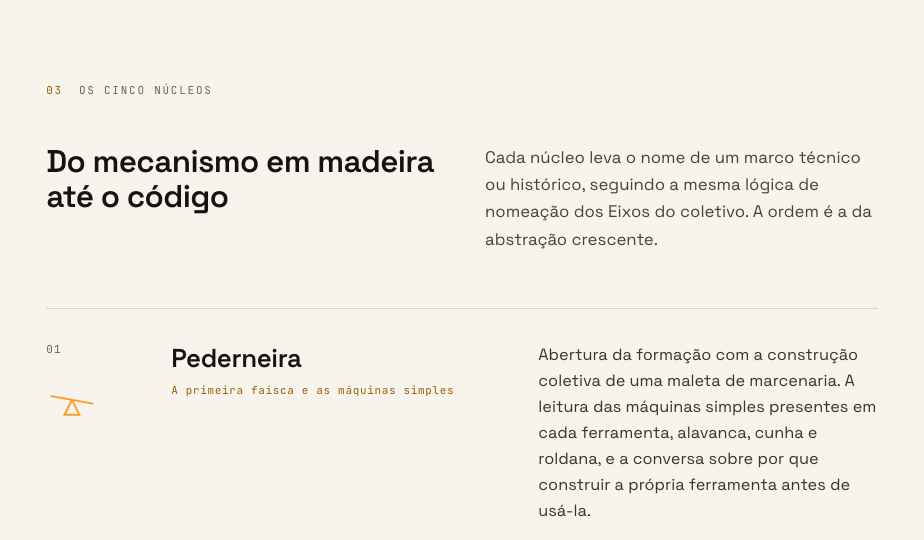 03 OS CINCO NÚCLEOS
Do mecanismo em madeira
até o código
Cada núcleo leva o nome de um marco técnico
ou histórico, seguindo a mesma lógica de
nomeação dos Eixos do coletivo. A ordem é a da
abstração crescente.
01
Pederneira
A primeira faísca e as máquinas simples
Abertura da formação com a construção
coletiva de uma maleta de marcenaria. A
leitura das máquinas simples presentes em
cada ferramenta, alavanca, cunha e
roldana, e a conversa sobre por que
construir a própria ferramenta antes de
usá-la.